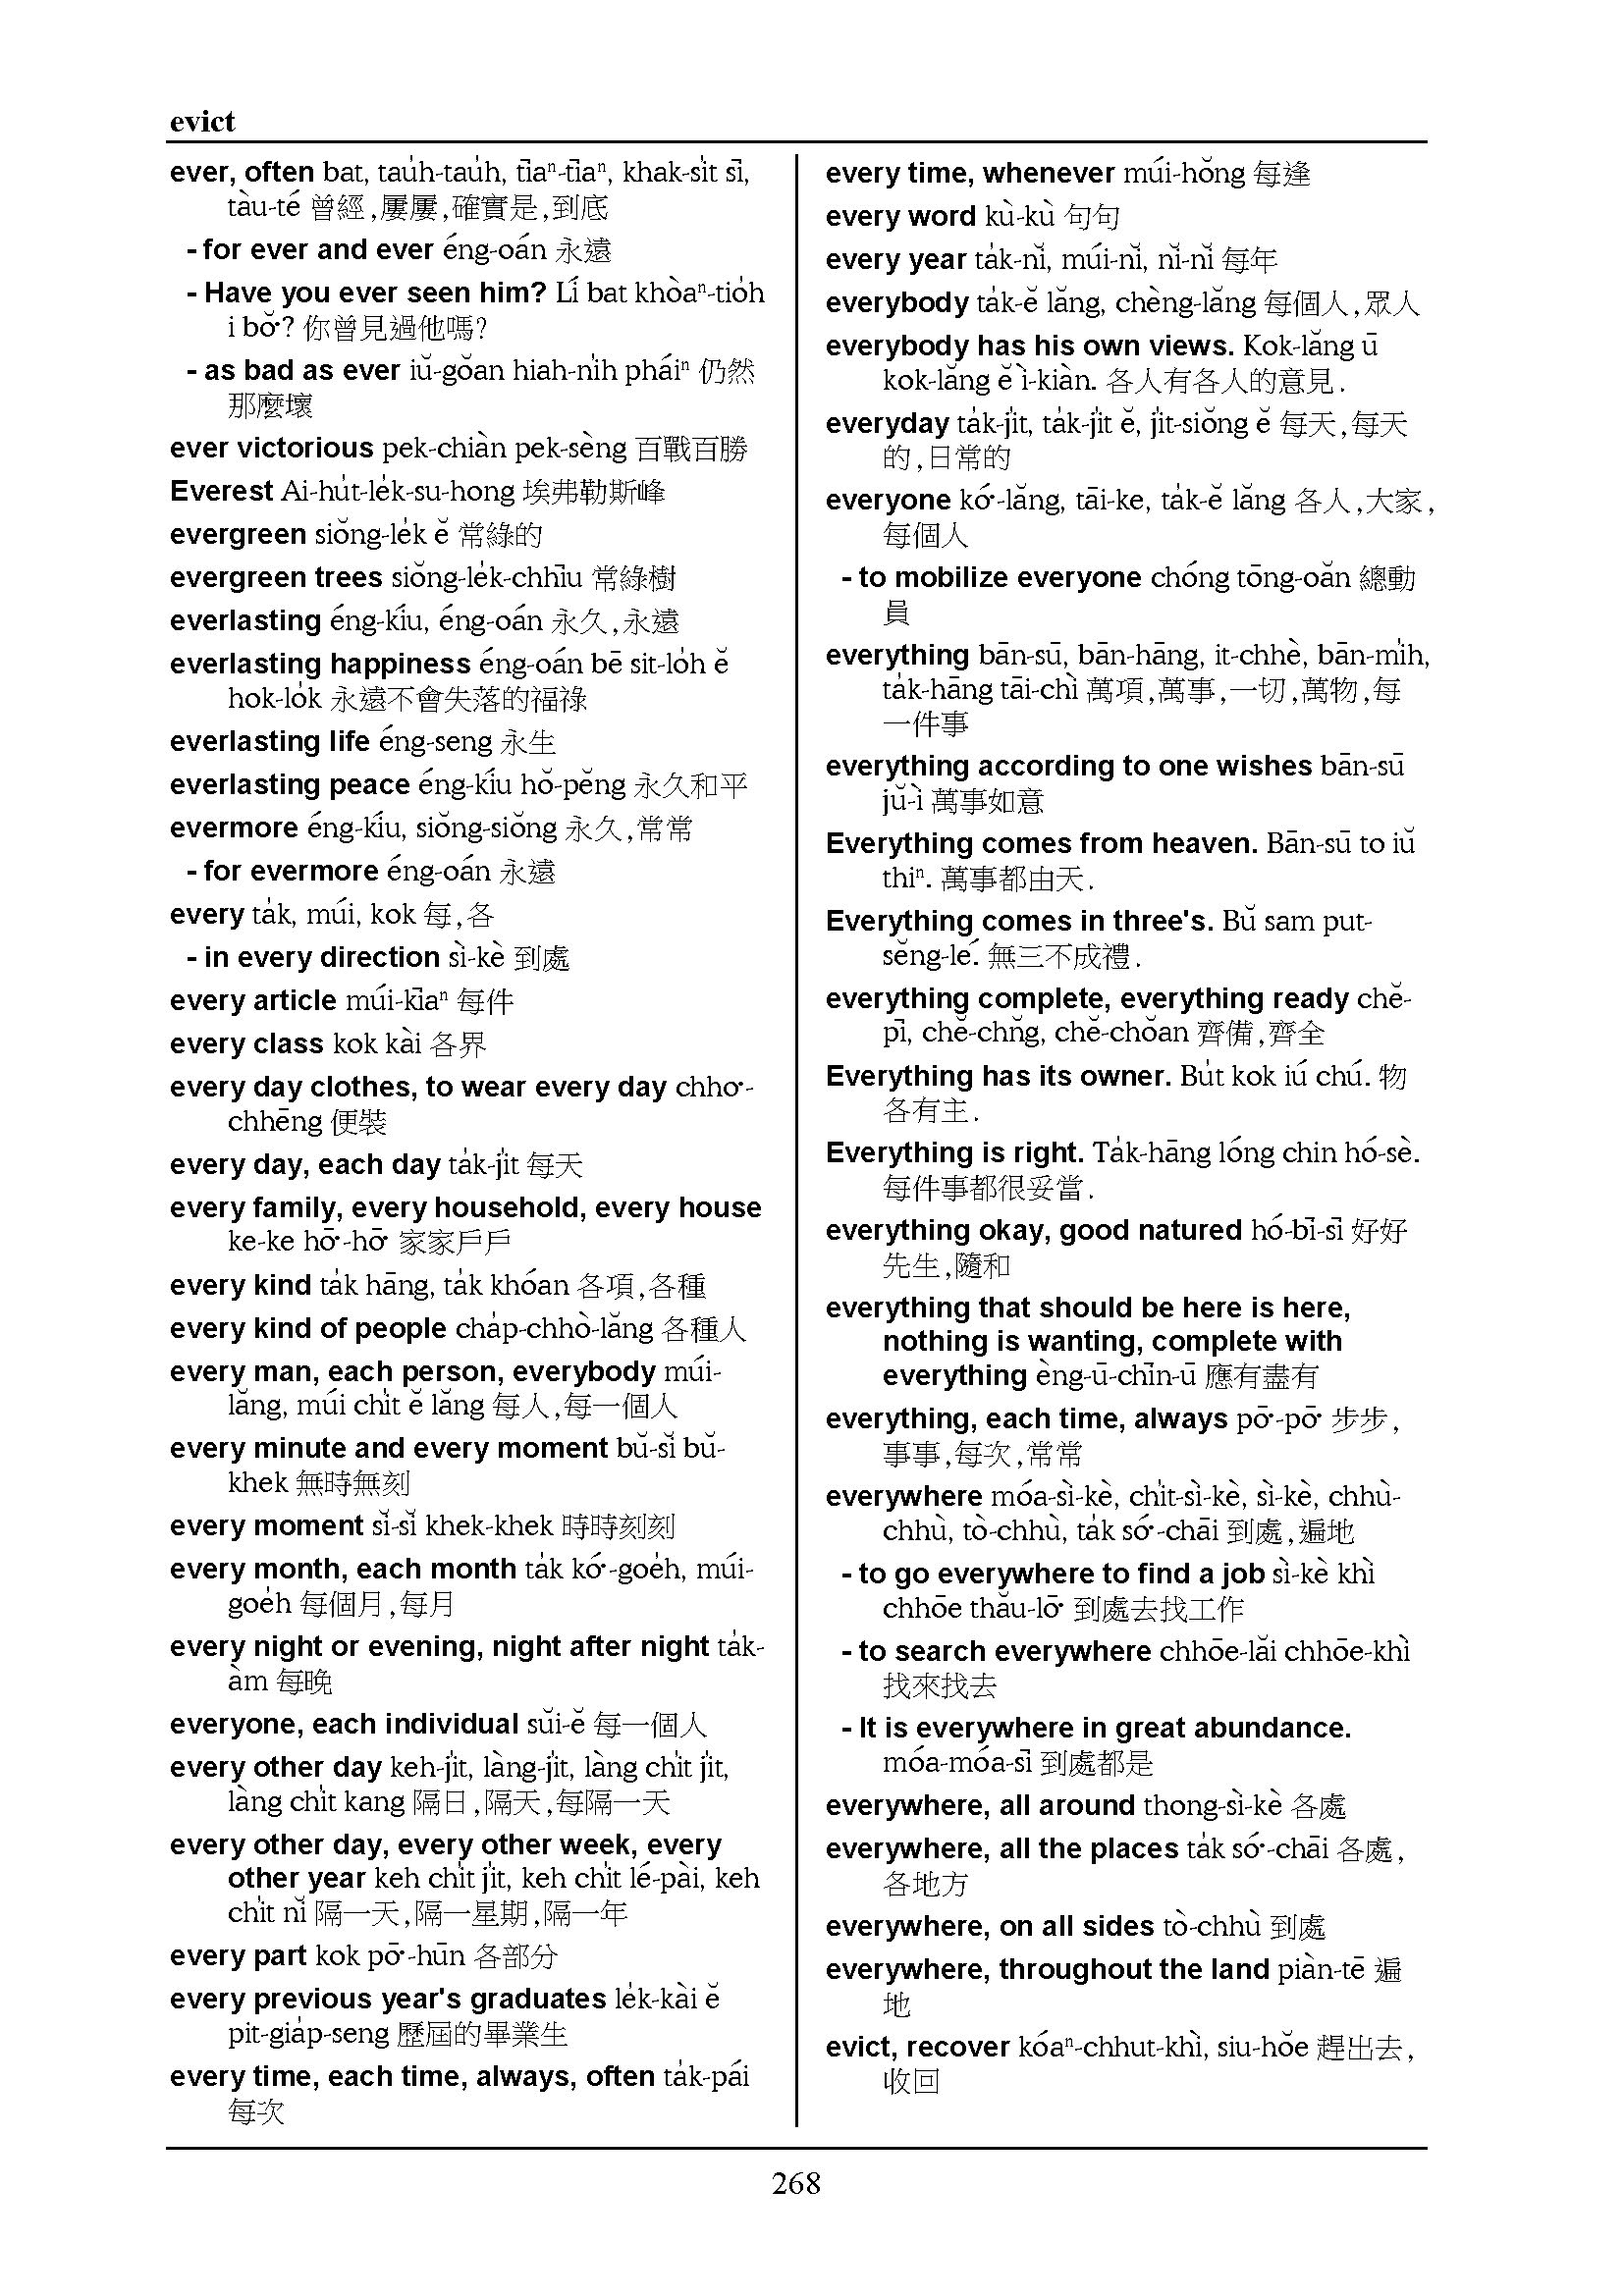 evict
ever, often bat, ta̍uh-ta̍uh, tīaⁿ-tīaⁿ, khak-si̍t sī,
tàu-té 曾經,屢屢,確實是,到底
- for ever and ever éng-oán 永遠
- Have you ever seen him? Lí bat khòaⁿ-tio̍h
i bŏ͘? 你曾見過他嗎?
- as bad as ever iŭ-gŏan hiah-ni̍h pháiⁿ 仍然
那麼壞
ever victorious pek-chiàn pek-sèng 百戰百勝
Everest Ai-hu̍t-le̍k-su-hong 埃弗勒斯峰
evergreen siŏng-le̍k ĕ 常綠的
evergreen trees siŏng-le̍k-chhīu 常綠樹
everlasting éng-kíu, éng-oán 永久,永遠
everlasting happiness éng-oán bē sit-lo̍h ĕ
hok-lo̍k 永遠不會失落的福祿
everlasting life éng-seng 永生
everlasting peace éng-kíu hŏ-pĕng 永久和平
evermore éng-kíu, siŏng-siŏng 永久,常常
- for evermore éng-oán 永遠
every ta̍k, múi, kok 每,各
- in every direction sì-kè 到處
every article múi-kīaⁿ 每件
every class kok kài 各界
every day clothes, to wear every day chho͘-
chhēng 便裝
every day, each day ta̍k-ji̍t 每天
every family, every household, every house
ke-ke hō͘-hō͘ 家家戶戶
every kind ta̍k hāng, ta̍k khóan 各項,各種
every kind of people cha̍p-chhò-lăng 各種人
every man, each person, everybody múi-
lăng, múi chi̍t ĕ lăng 每人,每一個人
every minute and every moment bŭ-sĭ bŭ-
khek 無時無刻
every moment sĭ-sĭ khek-khek 時時刻刻
every month, each month ta̍k kó͘-goe̍h, múi-
goe̍h 每個月,每月
every night or evening, night after night ta̍k-
àm 每晚
everyone, each individual sŭi-ĕ 每一個人
every other day keh-ji̍t, làng-ji̍t, làng chi̍t ji̍t,
làng chi̍t kang 隔日,隔天,每隔一天
every other day, every other week, every
other year keh chi̍t ji̍t, keh chi̍t lé-pài, keh
chi̍t nĭ 隔一天,隔一星期,隔一年
every part kok pō͘-hūn 各部分
every previous year's graduates le̍k-kài ĕ
pit-gia̍p-seng 歷屆的畢業生
every time, each time, always, often ta̍k-pái
每次
every time, whenever múi-hŏng 每逢
every word kù-kù 句句
every year ta̍k-nĭ, múi-nĭ, nĭ-nĭ 每年
everybody ta̍k-ĕ lăng, chèng-lăng 每個人,眾人
everybody has his own views. Kok-lăng ū
kok-lăng ĕ ì-kiàn. 各人有各人的意見.
everyday ta̍k-ji̍t, ta̍k-ji̍t ĕ, ji̍t-siŏng ĕ 每天,每天
的,日常的
everyone kó͘-lăng, tāi-ke, ta̍k-ĕ lăng 各人,大家,
每個人
- to mobilize everyone chóng tōng-oăn 總動
員
everything bān-sū, bān-hāng, it-chhè, bān-mi̍h,
ta̍k-hāng tāi-chì 萬項,萬事,一切,萬物,每
一件事
everything according to one wishes bān-sū
jŭ-ì 萬事如意
Everything comes from heaven. Bān-sū to iŭ
thiⁿ. 萬事都由天.
Everything comes in three's. Bŭ sam put-
sĕng-lé. 無三不成禮.
everything complete, everything ready chĕ-
pī, chĕ-chn̆g, chĕ-chŏan 齊備,齊全
Everything has its owner. Bu̍t kok iú chú. 物
各有主.
Everything is right. Ta̍k-hāng lóng chin hó-sè.
每件事都很妥當.
everything okay, good natured hó-bī-sī 好好
先生,隨和
everything that should be here is here,
nothing is wanting, complete with
everything èng-ū-chīn-ū 應有盡有
everything, each time, always pō͘-pō͘ 步步,
事事,每次,常常
everywhere móa-sì-kè, chi̍t-sì-kè, sì-kè, chhù-
chhù, tò-chhù, ta̍k só͘-chāi 到處,遍地
- to go everywhere to find a job sì-kè khì
chhōe thău-lō͘ 到處去找工作
- to search everywhere chhōe-lăi chhōe-khì
找來找去
- It is everywhere in great abundance.
móa-móa-sī 到處都是
everywhere, all around thong-sì-kè 各處
everywhere, all the places ta̍k só͘-chāi 各處,
各地方
everywhere, on all sides tò-chhù 到處
everywhere, throughout the land piàn-tē 遍
地
evict, recover kóaⁿ-chhut-khì, siu-hŏe 趕出去,
收回
268